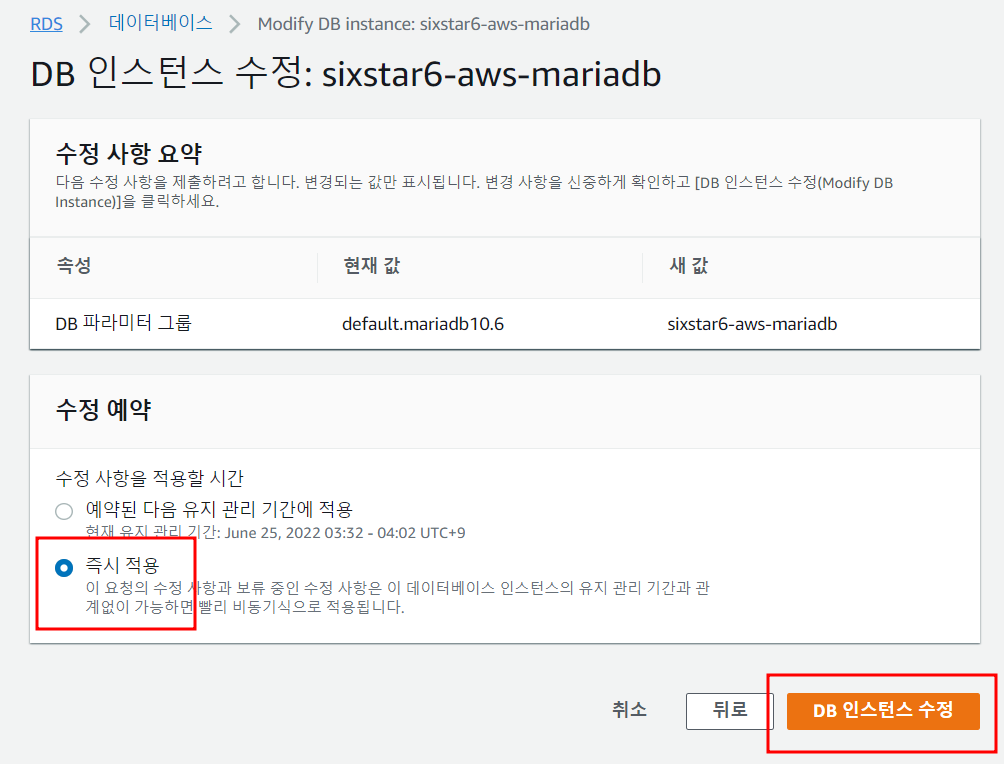 RDS > 데이터베이스 > Modify DB instance: sixstar6-aws-mariadb
DB 인스턴스 수정: sixstar6-aws-mariadb
수정 사항 요약
다음 수정 사항을 제출하려고 합니다. 변경되는 값만 표시됩니다. 변경 사항을 신중하게 확인하고 [DB 인스턴스 수정(Modify DB
Instance)]을 클릭하세요.
속성 현재 값 새 값
DB 파라미터 그룹 default.mariadb10.6 sixstar6-aws-mariadb
수정 예약
수정 사항을 적용할 시간
예약된 다음 유지 관리 기간에 적용
현재 유지 관리 기간: June 25, 2022 03:32 - 04:02 UTC+9
즉시 적용
이 요청의 수정 사항과 보류 중인 수정 사항은 이 데이터베이스 인스턴스의 유지 관리 기간과 관
계없이 가능하면 빨리 비동기식으로 적용됩니다.
취소 뒤로 DB 인스턴스 수정